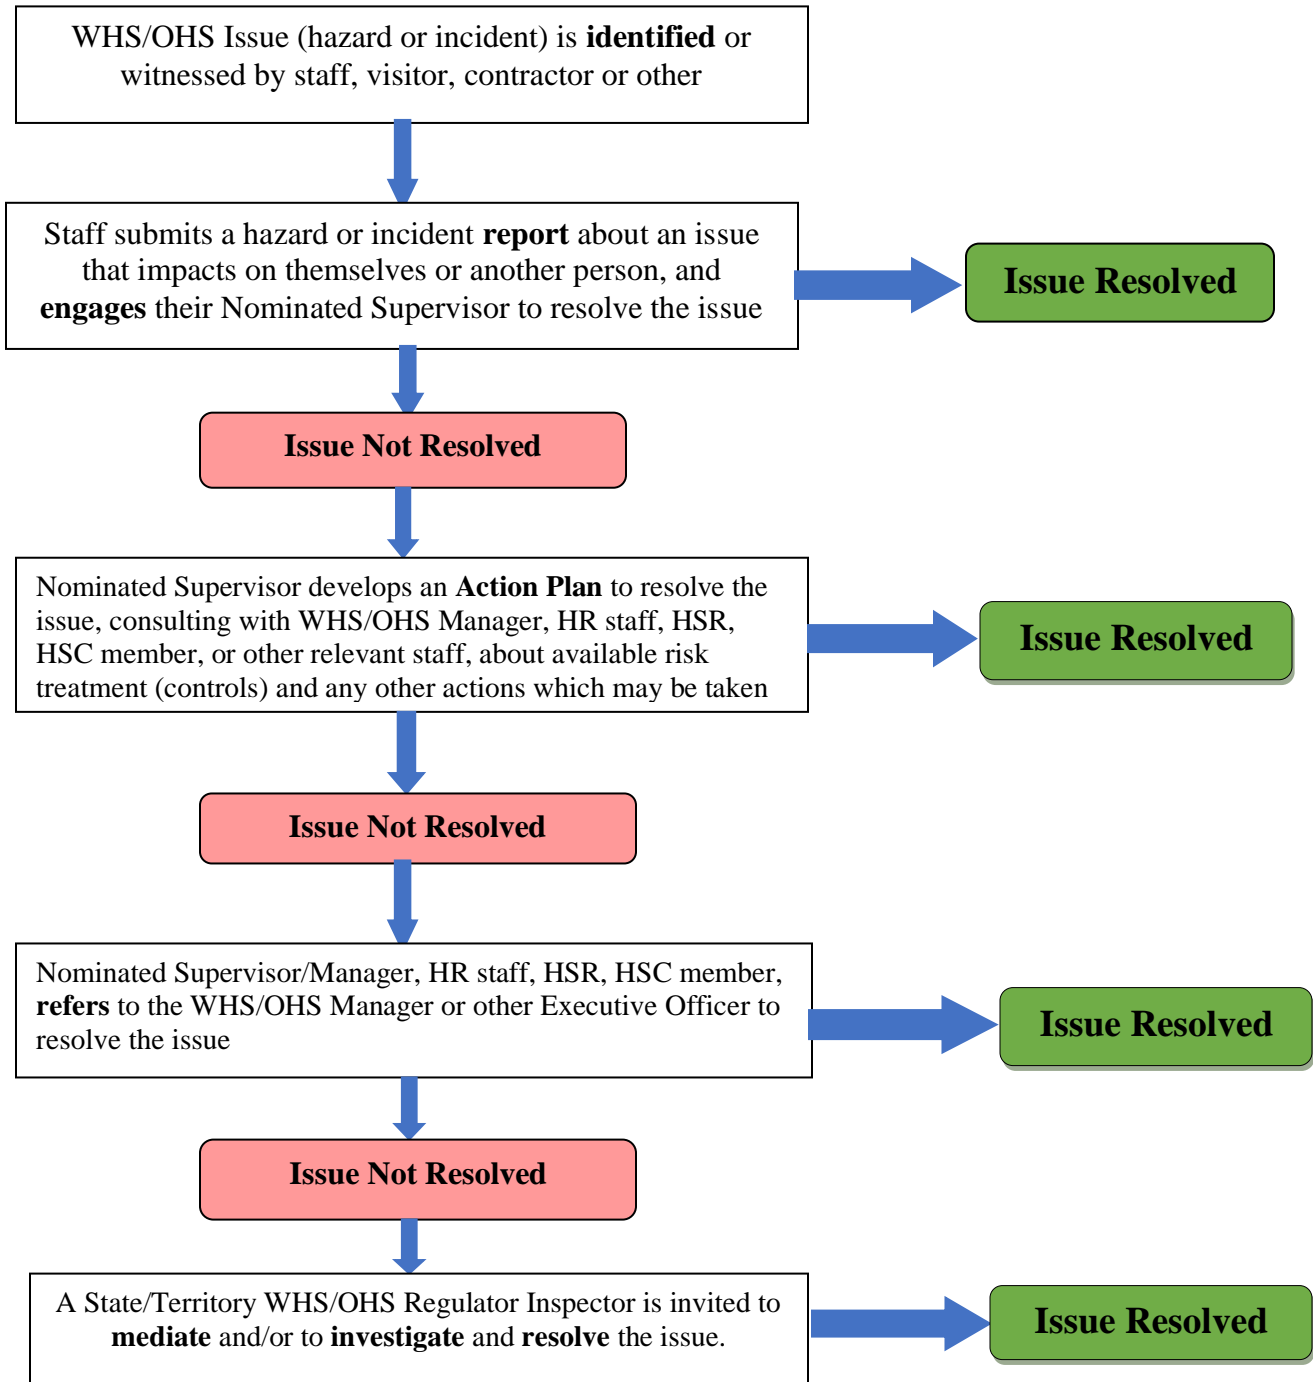 WHS/OHS Issue (hazard or incident) is identified or
witnessed by staff, visitor, contractor or other
Staff submits a hazard or incident report about an issue
that impacts on themselves or another person, and
engages their Nominated Supervisor to resolve the issue
Issue Resolved
Issue Not Resolved
Nominated Supervisor develops an Action Plan to resolve the
issue, consulting with WHS/OHS Manager, HR staff, HSR,
HSC member, or other relevant staff, about available risk
treatment (controls) and any other actions which may be taken
Issue Resolved
Issue Not Resolved
Nominated Supervisor/Manager, HR staff, HSR, HSC member,
refers to the WHS/OHS Manager or other Executive Officer to
resolve the issue
Issue Resolved
Issue Not Resolved
A State/Territory WHS/OHS Regulator Inspector is invited to
mediate and/or to investigate and resolve the issue.
Issue Resolved